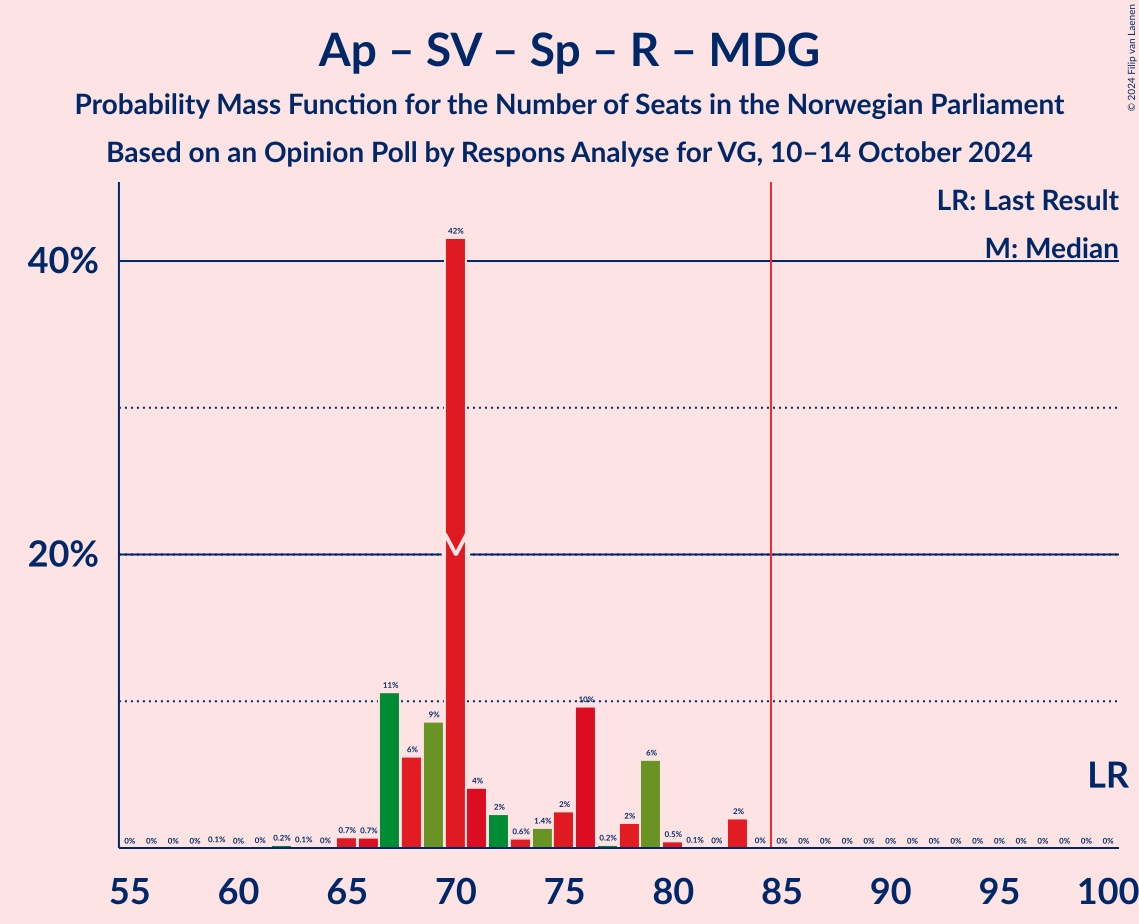 Ap – SV – Sp – R – MDG
Probability Mass Function for the Number of Seats in the Norwegian Parliament
Based on an Opinion Poll by Respons Analyse for VG, 10–14 October 2024
© 2024 Filip van Laenen
LR: Last Result
M: Median
40%
20%
0% 0% 0% 0% 0.1% 0% 0% 0.2% 0.1% 0% 0.7% 0.7% 11% 6% 9% 42% 4% 2% 0.6% 1.4% 2% 10% 0.2% 2% 6% 0.5% 0.1% 0% 2% 0% 0% 0% 0% 0% 0% 0% 0% 0% 0% 0% 0% 0% 0% 0% 0% 0%
LR
55 60 65 70 75 80 85 90 95 100